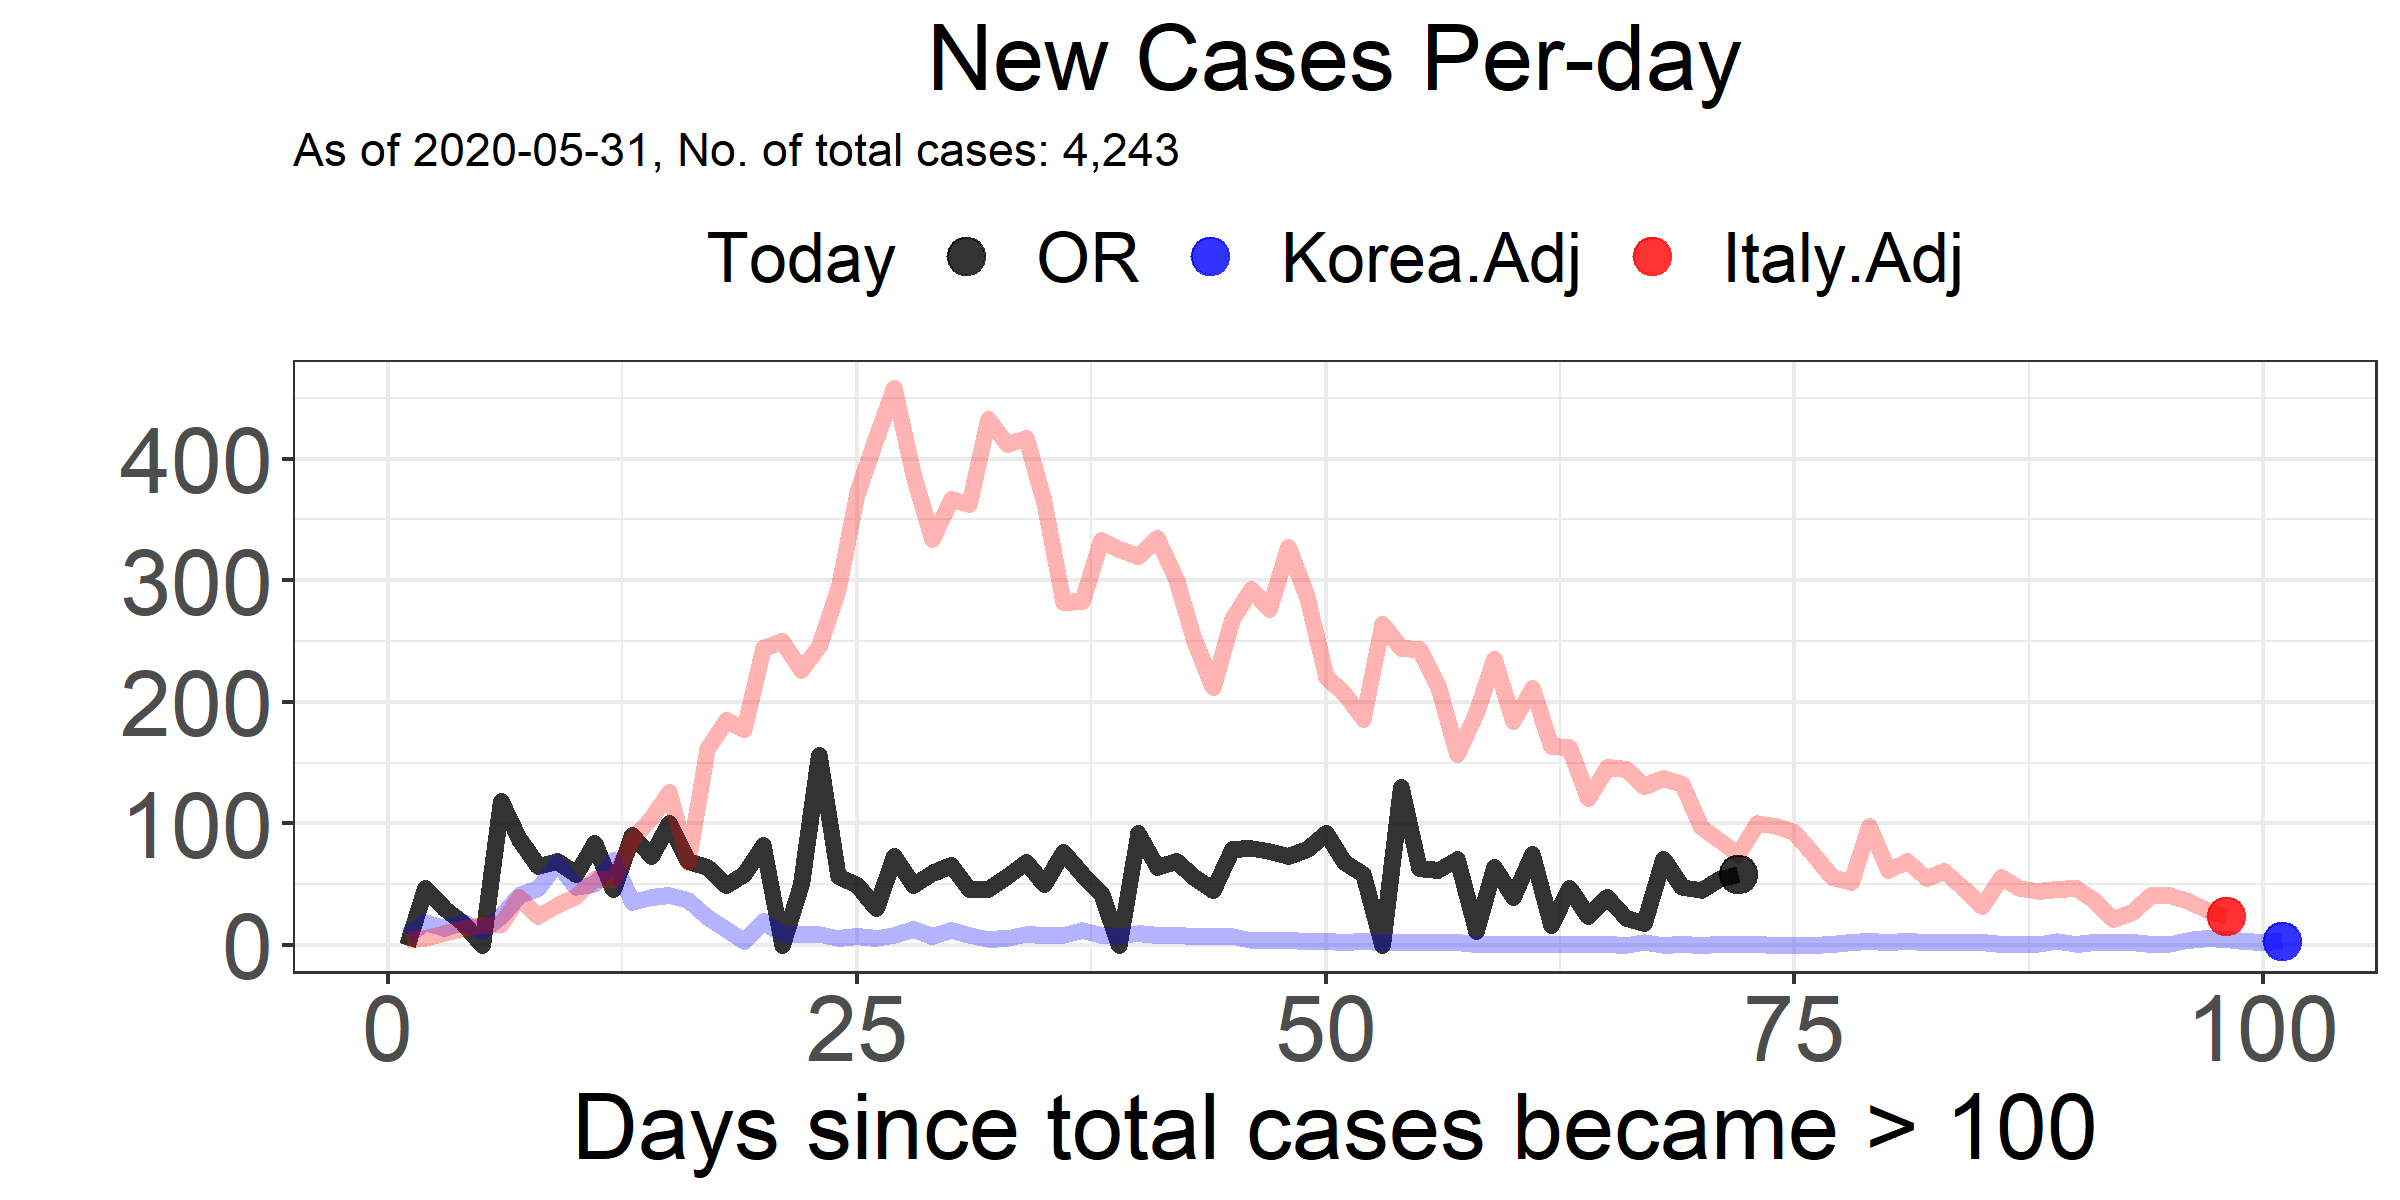 New Cases Per-day
As of 2020-05-31, No. of total cases: 4,243
Today OR Korea.Adj Italy.Adj
400
300
200
100
0
0 25 50 75 100
Days since total cases became > 100